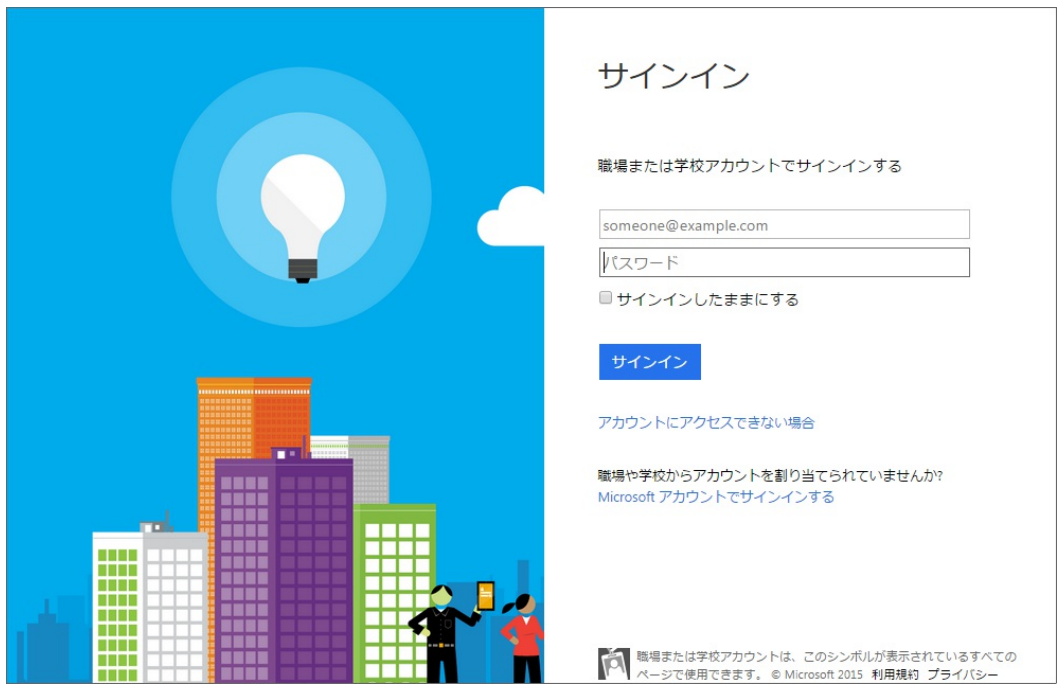 サインイン
職場または学校アカウントでサインインする
someone@example.com
パスワード
サインインしたままにする
サインイン
アカウントにアクセスできない場合
職場や学校からアカウントを割り当てられていませんか?
Microsoft アカウントでサインインする
職場または学校アカウントは、このシンボルが表示されているすべての
ページで使用できます。 © Microsoft 2015 利用規約 プライバシー